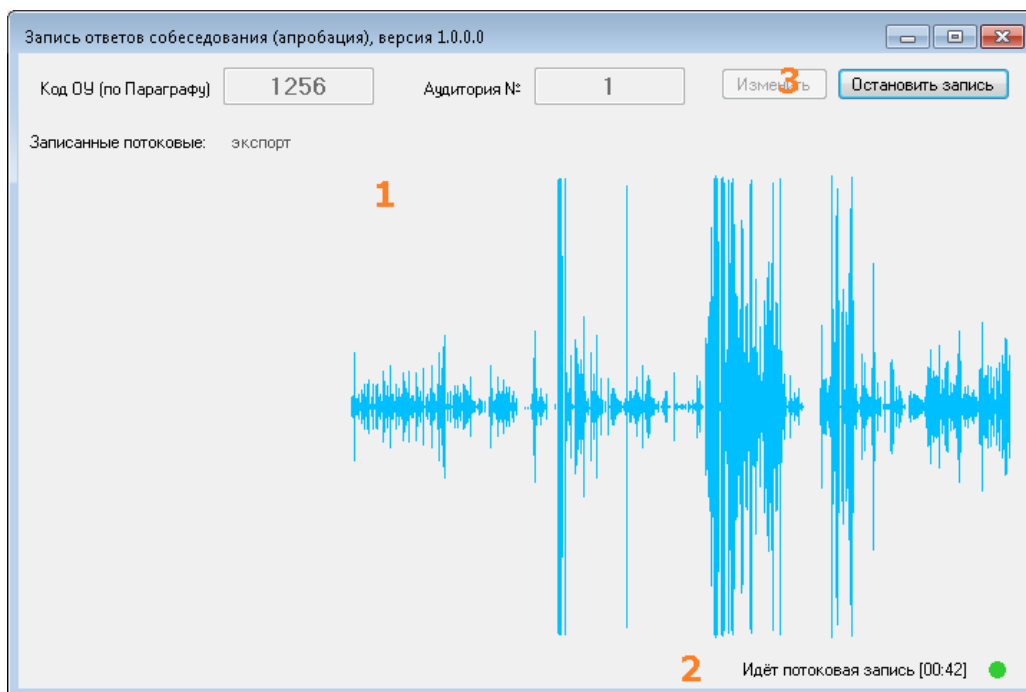 Запись ответов собеседования (апробация), версия 1.0.0.0
Код ОУ (по Параграфу) 1256 Аудитория № 1 Изменить 3 Остановить запись
Записанные потоковые: экспорт
1
2 Идёт потоковая запись [00:42]